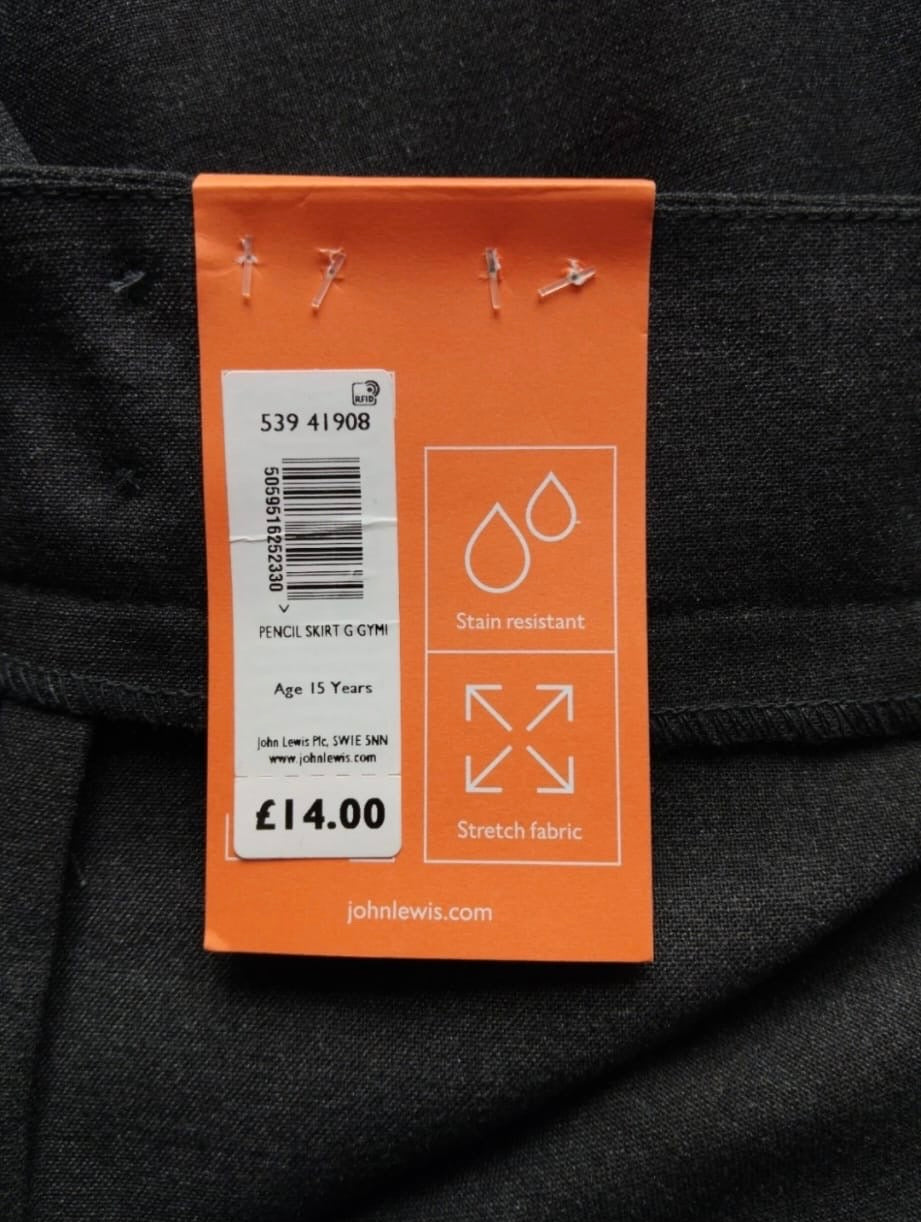 RFID
539 41908
5059516252330
PENCIL SKIRT G GYMI
Age 15 Years
John Lewis Plc, SW1E 5NN
www.johnlewis.com
£14.00
Stain resistant
Stretch fabric
johnlewis.com